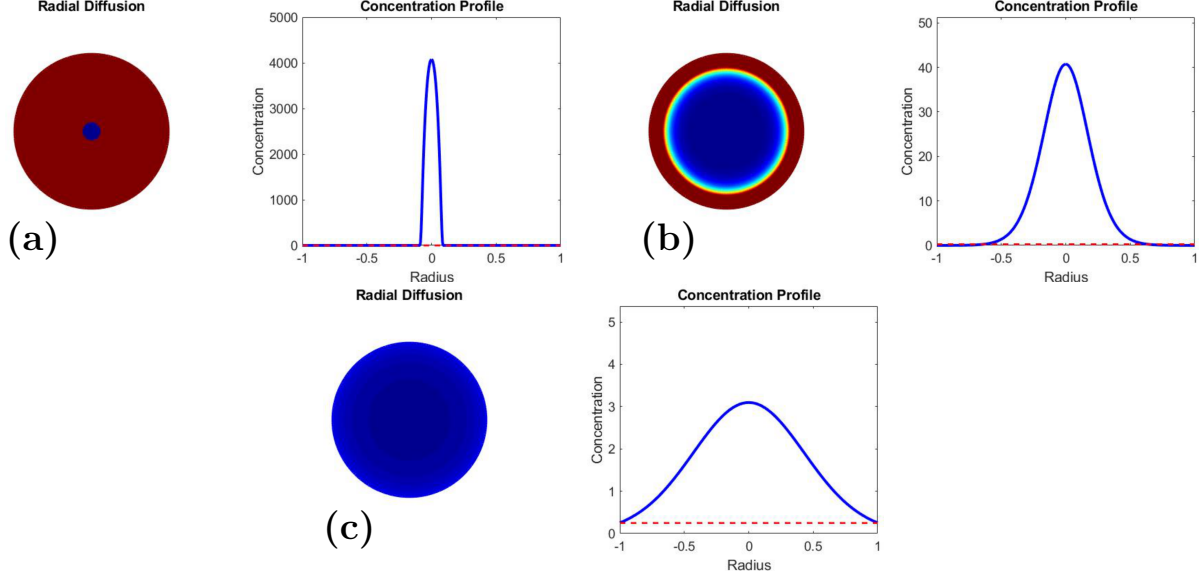 Radial Diffusion
Concentration Profile
5000
4000
3000
2000
1000
0
Concentration
-1 -0.5 0 0.5 1
Radius
(a)
Radial Diffusion
Concentration Profile
50
40
30
20
10
0
Concentration
-1 -0.5 0 0.5 1
Radius
(b)
Radial Diffusion
Concentration Profile
5
4
3
2
1
0
Concentration
-1 -0.5 0 0.5 1
Radius
(c)